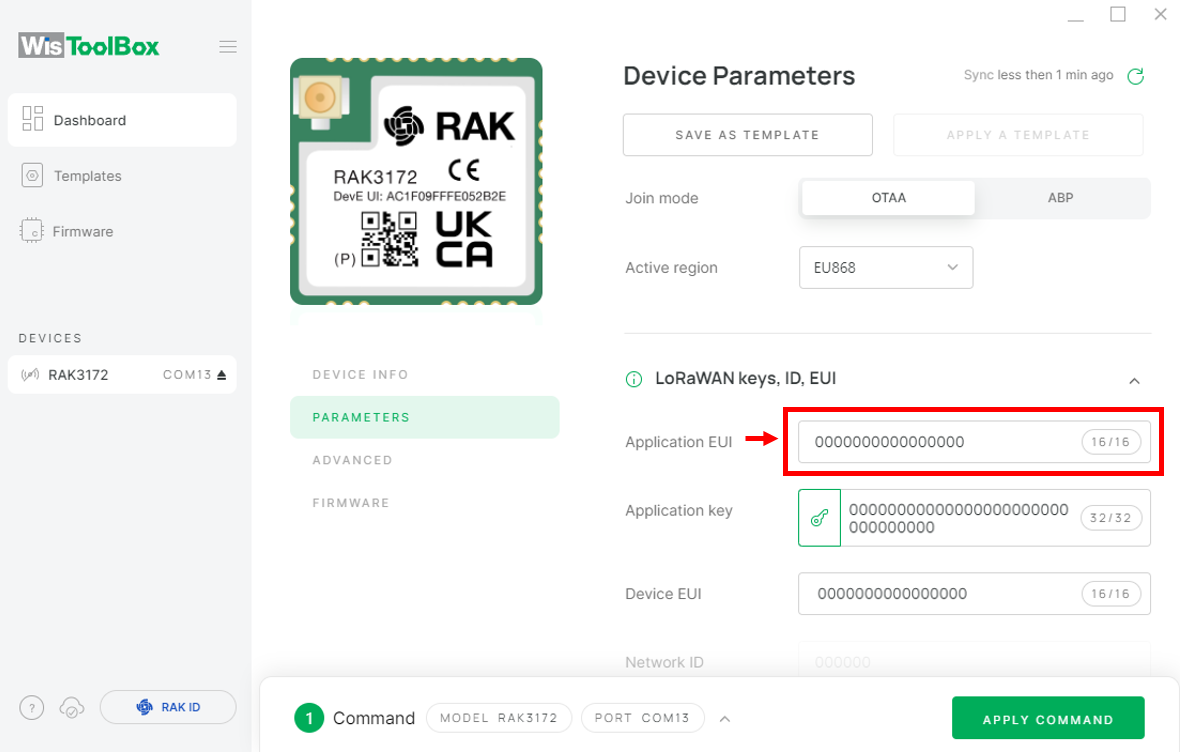 WisToolBox
Dashboard
Templates
Firmware
DEVICES
RAK3172 COM13
?
RAK ID
RAK
RAK3172
DevE UI: AC1F09FFFE052B2E
(P)
CE
UK
CA
DEVICE INFO
PARAMETERS
ADVANCED
FIRMWARE
Device Parameters
Sync less then 1 min ago
SAVE AS TEMPLATE
APPLY A TEMPLATE
Join mode
OTAA
ABP
Active region
EU868
LoRaWAN keys, ID, EUI
Application EUI
0000000000000000
16/16
Application key
00000000000000000000000
000000000
32/32
Device EUI
0000000000000000
16/16
Network ID
000000
1 Command
MODEL RAK3172
PORT COM13
APPLY COMMAND